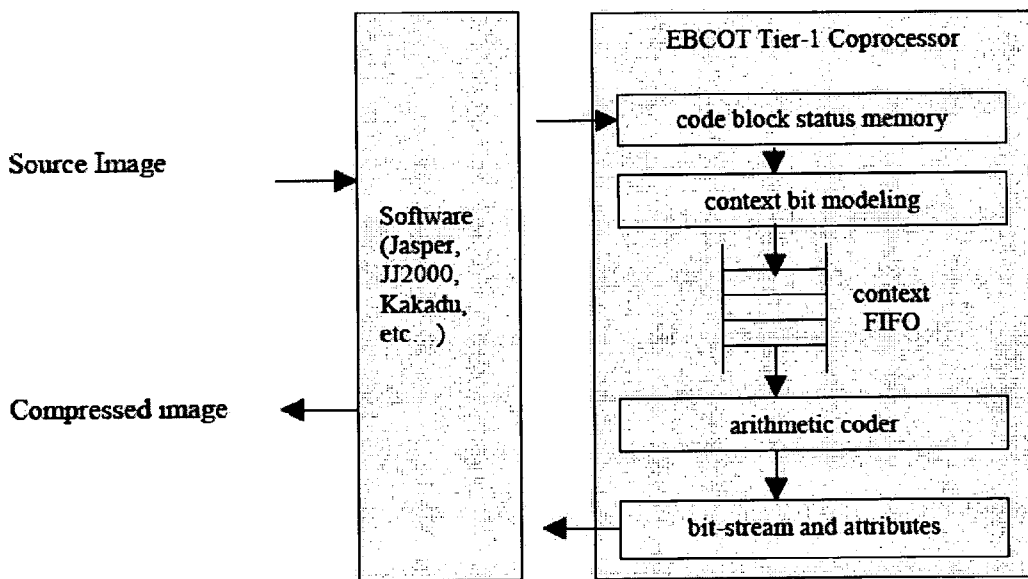 EBCOT Tier-1 Coprocessor
code block status memory
Source Image
context bit modeling
Software
(Jasper,
JJ2000,
Kakadu,
etc…)
context
FIFO
Compressed image
arithmetic coder
bit-stream and attributes